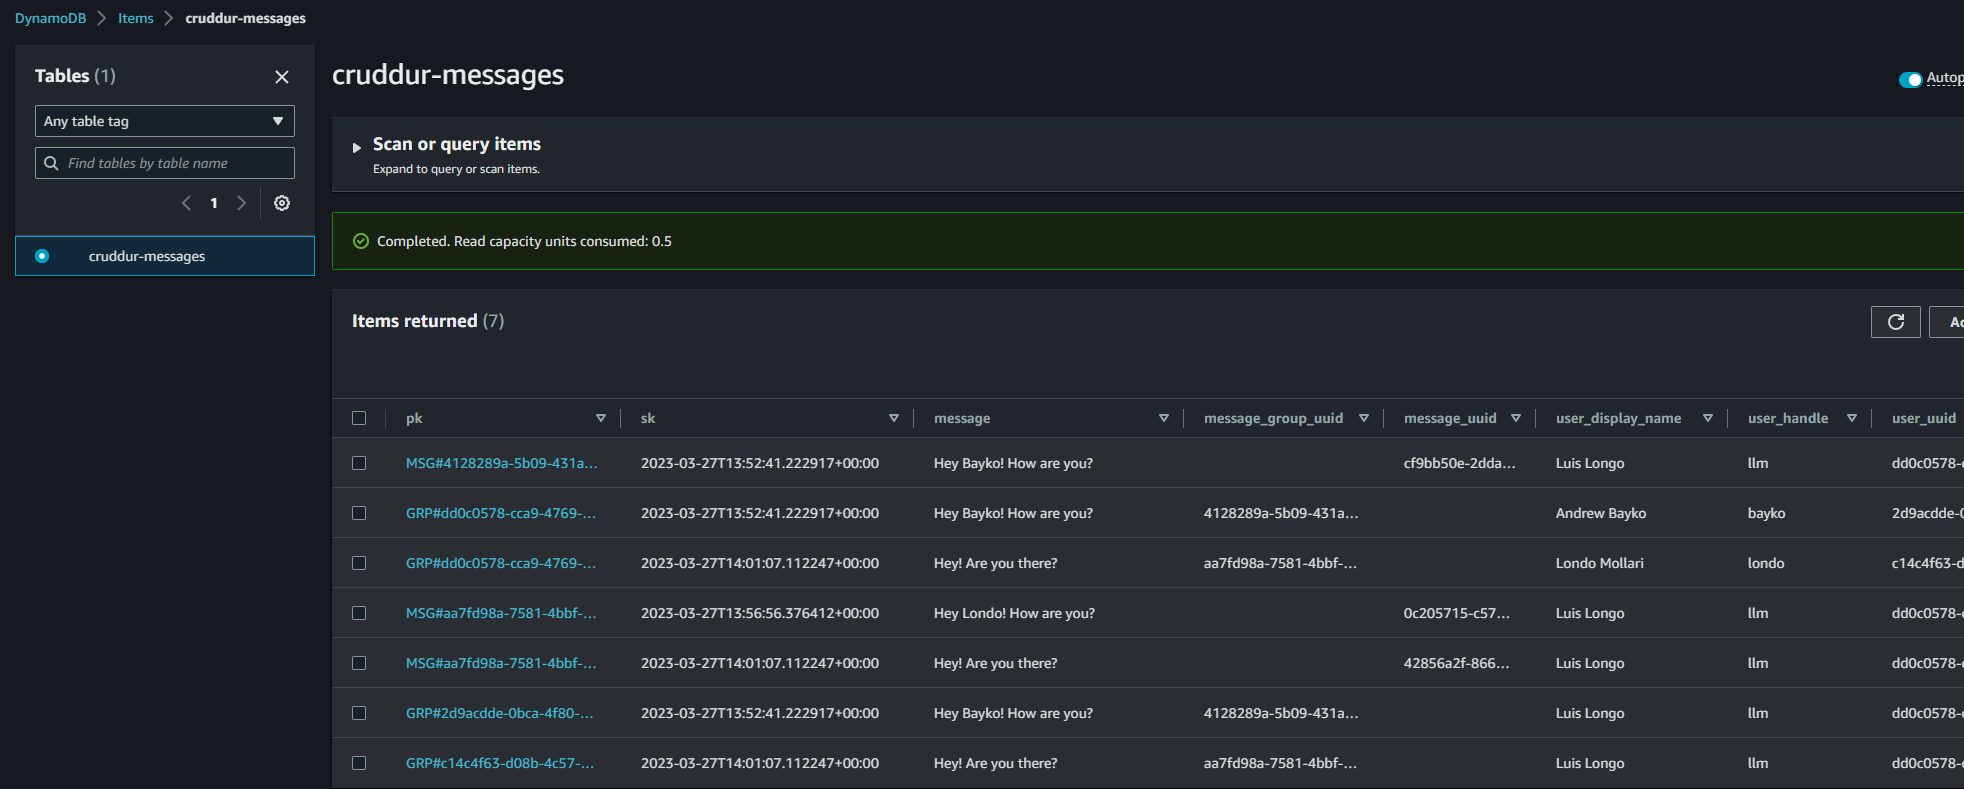 DynamoDB > Items > cruddur-messages
Tables (1)
Any table tag
Find tables by table name
1
cruddur-messages
cruddur-messages
Autop
Scan or query items
Expand to query or scan items.
Completed. Read capacity units consumed: 0.5
Items returned (7)
Ac
pk sk message message_group_uuid message_uuid user_display_name user_handle user_uuid
MSG#4128289a-5b09-431a... 2023-03-27T13:52:41.222917+00:00 Hey Bayko! How are you? cf9bb50e-2dda... Luis Longo llm dd0c0578-
GRP#dd0c0578-cca9-4769-... 2023-03-27T13:52:41.222917+00:00 Hey Bayko! How are you? 4128289a-5b09-431a... Andrew Bayko bayko 2d9acdde-0
GRP#dd0c0578-cca9-4769-... 2023-03-27T14:01:07.112247+00:00 Hey! Are you there? aa7fd98a-7581-4bbf-... Londo Mollari londo c14c4f63-d
MSG#aa7fd98a-7581-4bbf-... 2023-03-27T13:56:56.376412+00:00 Hey Londo! How are you? 0c205715-c57... Luis Longo llm dd0c0578-
MSG#aa7fd98a-7581-4bbf-... 2023-03-27T14:01:07.112247+00:00 Hey! Are you there? 42856a2f-866... Luis Longo llm dd0c0578-
GRP#2d9acdde-0bca-4f80-... 2023-03-27T13:52:41.222917+00:00 Hey Bayko! How are you? 4128289a-5b09-431a... Luis Longo llm dd0c0578-
GRP#c14c4f63-d08b-4c57-... 2023-03-27T14:01:07.112247+00:00 Hey! Are you there? aa7fd98a-7581-4bbf-... Luis Longo llm dd0c0578-